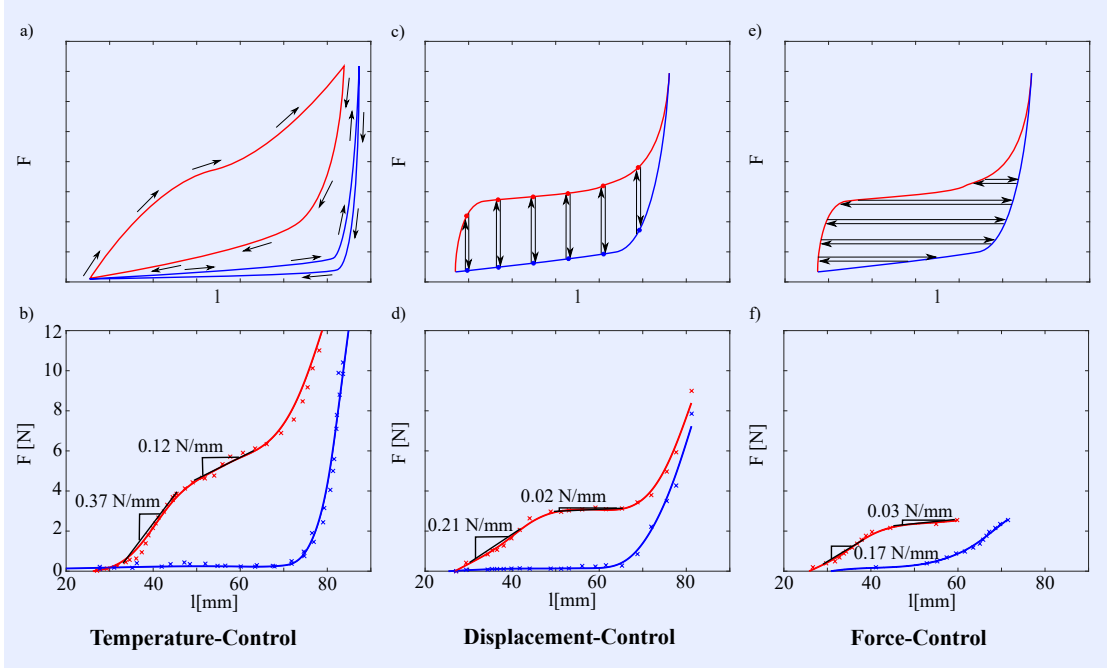 a)
F
l
c)
F
l
e)
F
l
b)
12
10
8
6
4
2
0
F [N]
0.12 N/mm
0.37 N/mm
20
40
60
80
l[mm]
Temperature-Control
d)
F [N]
0.02 N/mm
0.21 N/mm
20
40
60
80
l[mm]
Displacement-Control
f)
F [N]
0.03 N/mm
0.17 N/mm
20
40
60
80
l[mm]
Force-Control